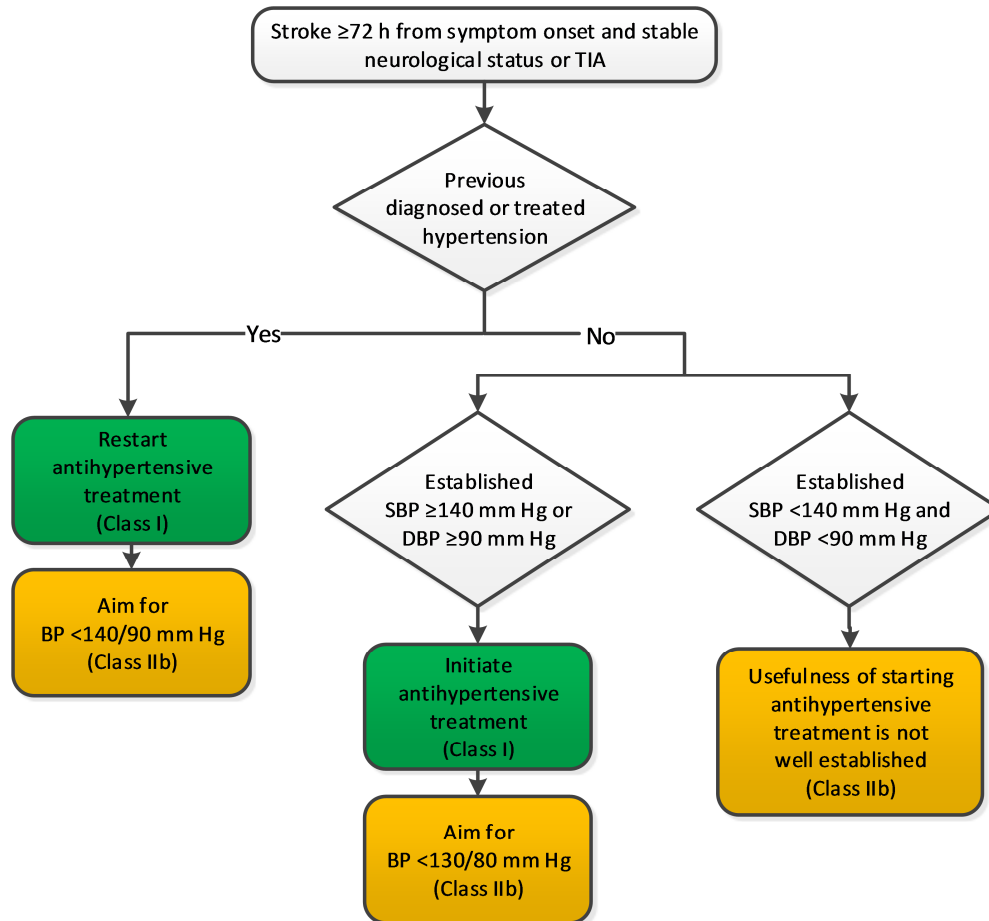 Stroke ≥72 h from symptom onset and stable
neurological status or TIA
Previous
diagnosed or treated
hypertension
Yes
No
Restart
antihypertensive
treatment
(Class I)
Aim for
BP <140/90 mm Hg
(Class IIb)
Established
SBP ≥140 mm Hg or
DBP ≥90 mm Hg
Initiate
antihypertensive
treatment
(Class I)
Aim for
BP <130/80 mm Hg
(Class IIb)
Established
SBP <140 mm Hg and
DBP <90 mm Hg
Usefulness of starting
antihypertensive
treatment is not
well established
(Class IIb)